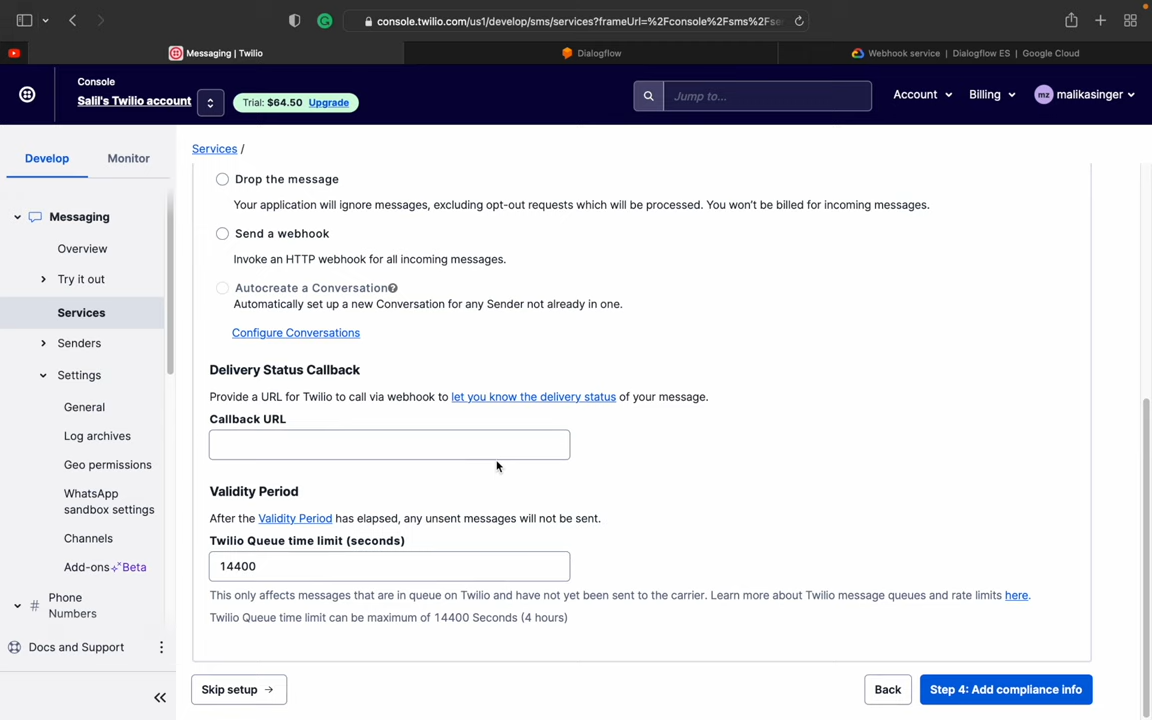 console.twilio.com/us1/develop/sms/services?frameUrl=%2Fconsole%2Fsms%2Fse
Messaging | Twilio
Dialogflow
Webhook service | Dialogflow ES | Google Cloud
Console
Salil's Twilio account
Trial: $64.50 Upgrade
Jump to...
Account
Billing
mz malikasinger
Develop
Monitor
Services /
Messaging
Overview
Try it out
Services
Senders
Settings
General
Log archives
Geo permissions
WhatsApp
sandbox settings
Channels
Add-ons Beta
Phone
Numbers
Docs and Support
Drop the message
Your application will ignore messages, excluding opt-out requests which will be processed. You won't be billed for incoming messages.
Send a webhook
Invoke an HTTP webhook for all incoming messages.
Autocreate a Conversation
Automatically set up a new Conversation for any Sender not already in one.
Configure Conversations
Delivery Status Callback
Provide a URL for Twilio to call via webhook to let you know the delivery status of your message.
Callback URL
Validity Period
After the Validity Period has elapsed, any unsent messages will not be sent.
Twilio Queue time limit (seconds)
14400
This only affects messages that are in queue on Twilio and have not yet been sent to the carrier. Learn more about Twilio message queues and rate limits here.
Twilio Queue time limit can be maximum of 14400 Seconds (4 hours)
Skip setup →
Back
Step 4: Add compliance info